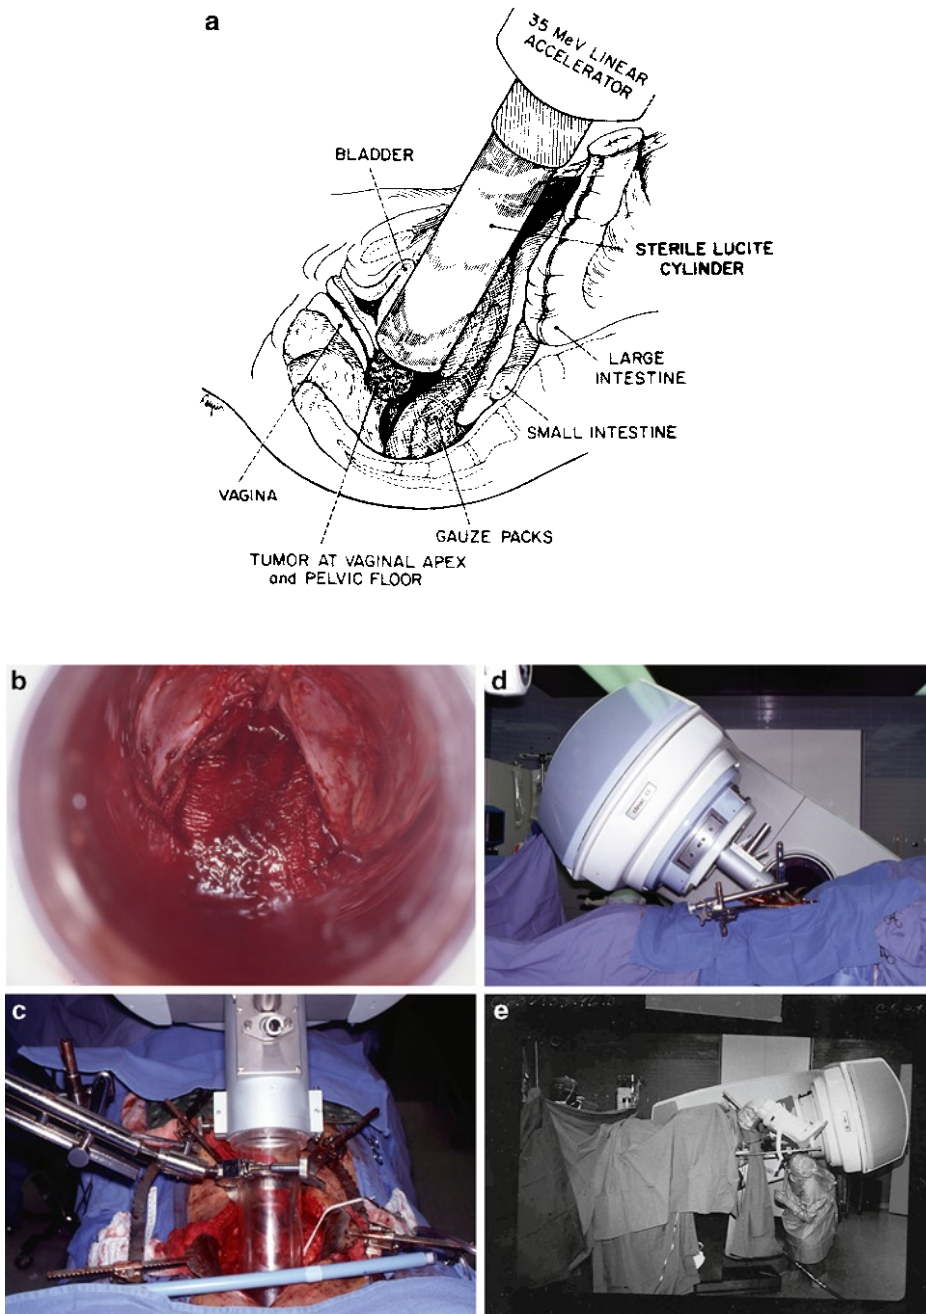 a
35 MeV LINEAR
ACCELERATOR
BLADDER
STERILE LUCITE
CYLINDER
LARGE
INTESTINE
SMALL INTESTINE
VAGINA
GAUZE PACKS
TUMOR AT VAGINAL APEX
and PELVIC FLOOR
b
d
c
e